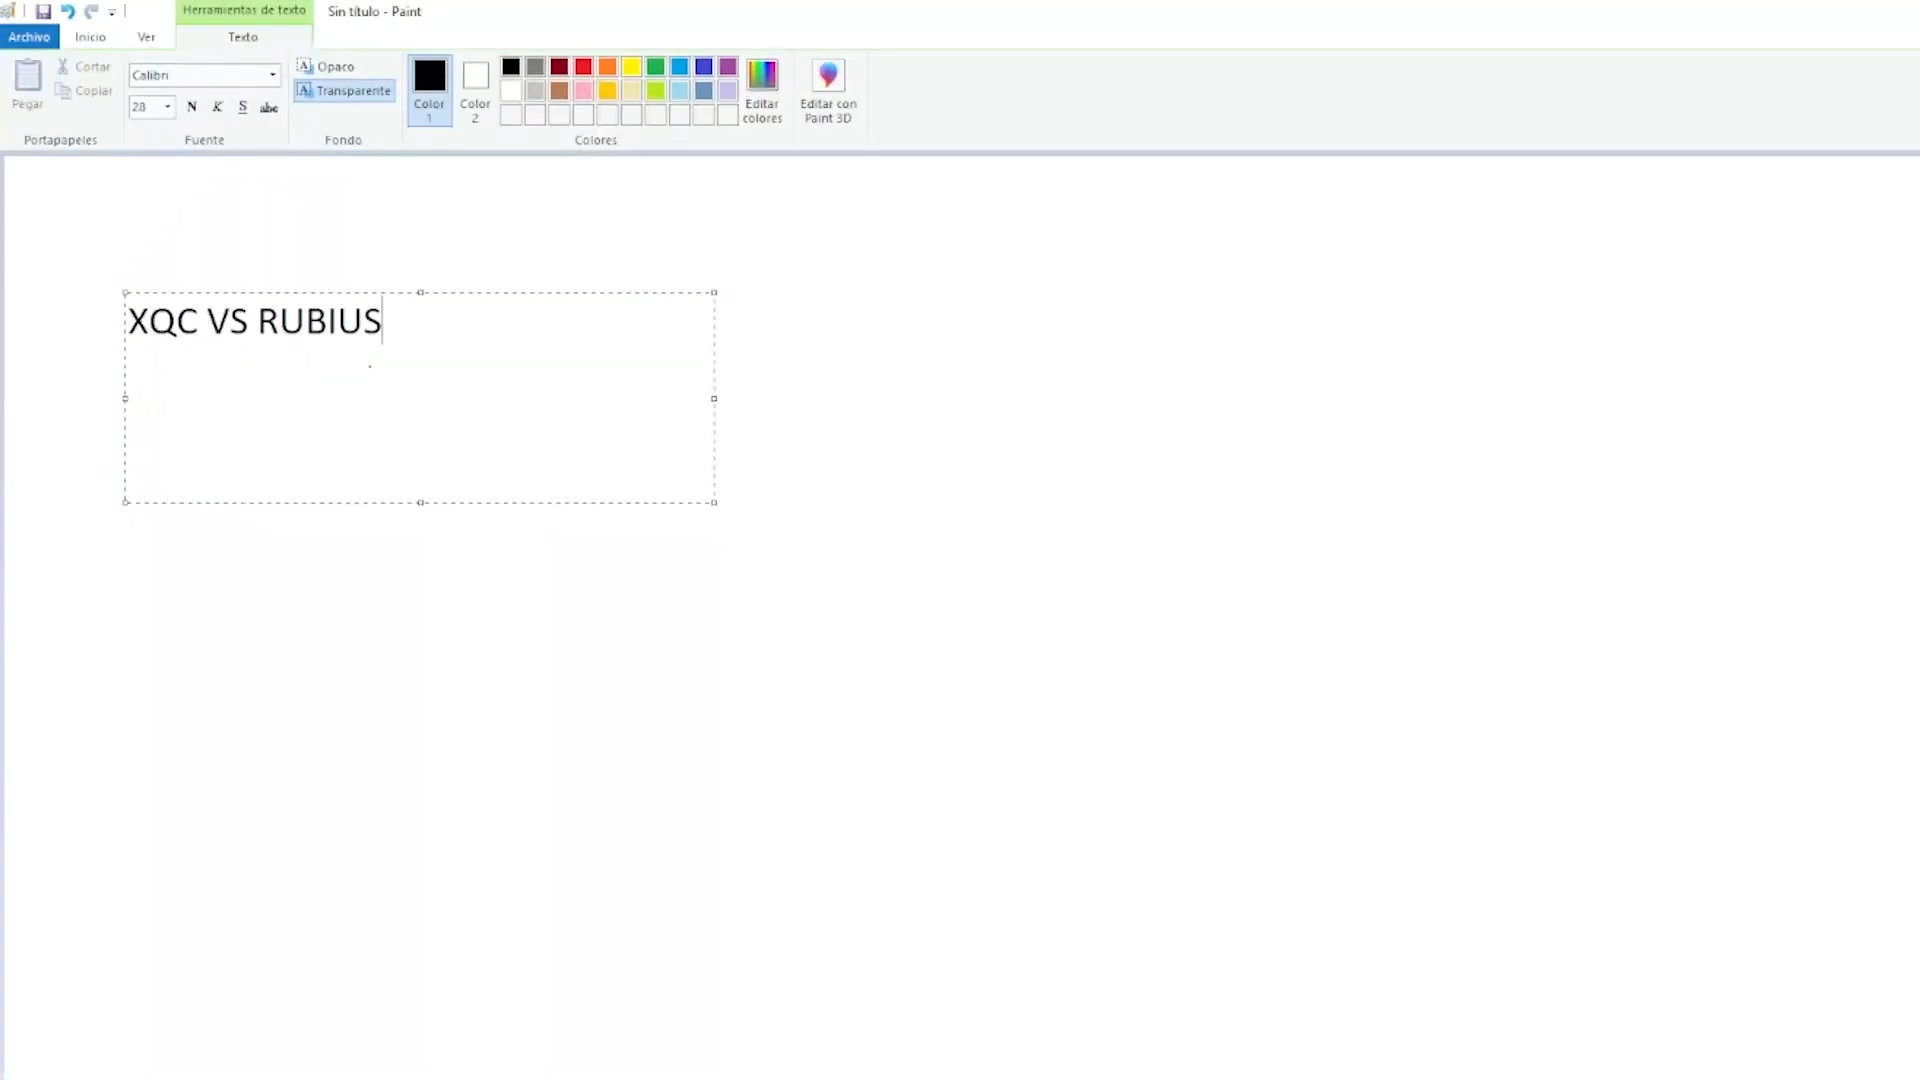 Herramientas de texto
Sin título - Paint
Archivo
Inicio
Ver
Texto
Pegar
Cortar
Copiar
Portapapeles
Calibri
28
N K S abc
Fuente
Opaco
Transparente
Fondo
Color 1
Color 2
Editar colores
Colores
Editar con Paint 3D
XQC VS RUBIUS